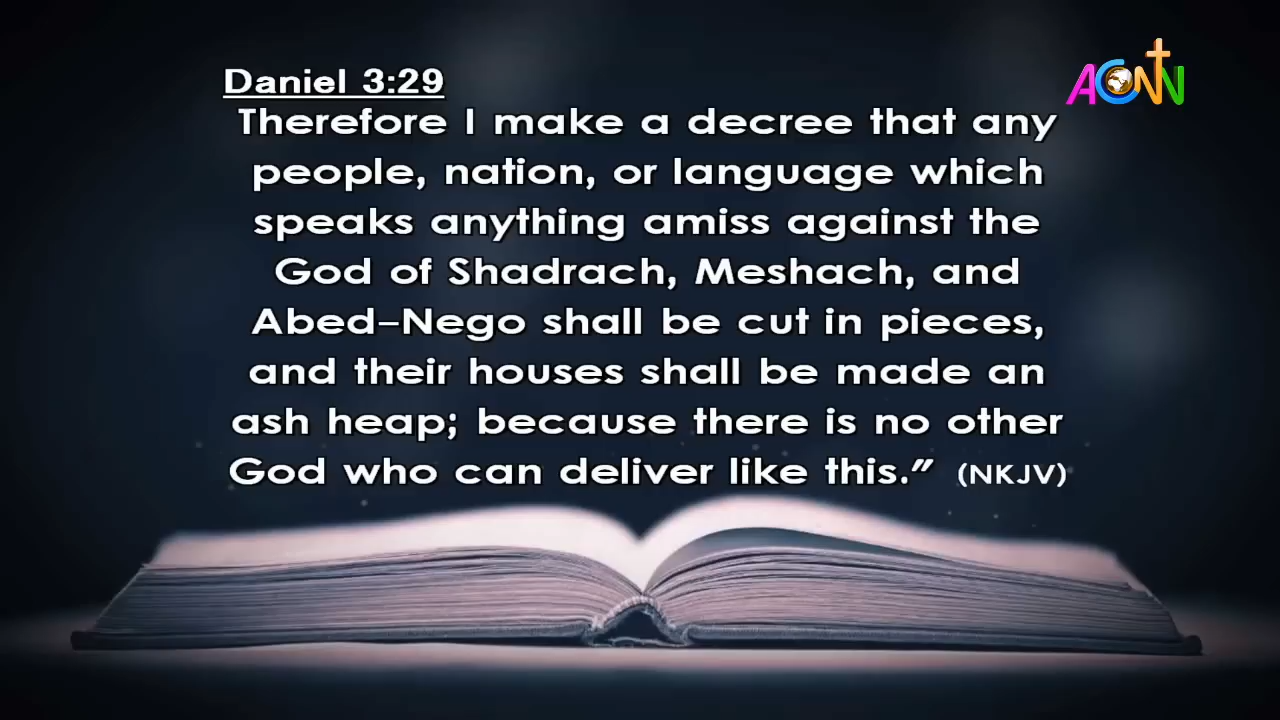 Daniel 3:29
Therefore I make a decree that any
people, nation, or language which
speaks anything amiss against the
God of Shadrach, Meshach, and
Abed-Nego shall be cut in pieces,
and their houses shall be made an
ash heap; because there is no other
God who can deliver like this.” (NKJV)
ACNN